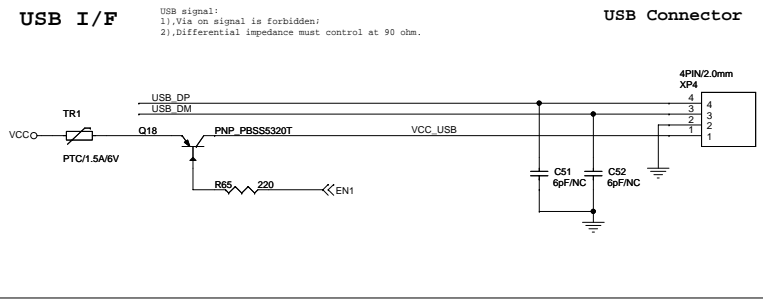 USB I/F
USB signal:
1),Via on signal is forbidden;
2),Differential impedance must control at 90 ohm.
USB Connector
4PIN/2.0mm
XP4
USB_DP
4
4
USB_DM
3
3
TR1
2
2
VCC
Q18
PNP_PBSS5320T
VCC_USB
1
1
PTC/1.5A/6V
C51
6pF/NC
C52
6pF/NC
R65
220
EN1